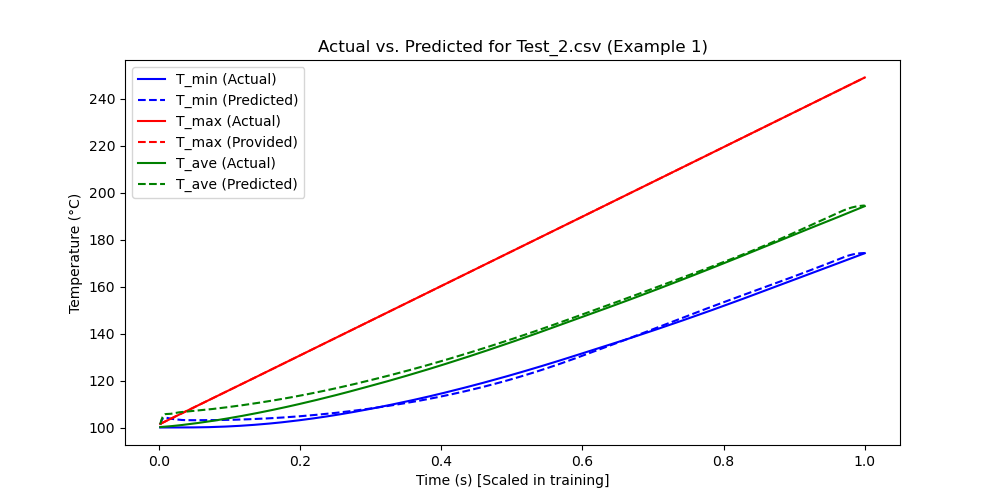 Actual vs. Predicted for Test_2.csv (Example 1)
T_min (Actual)
T_min (Predicted)
T_max (Actual)
T_max (Provided)
T_ave (Actual)
T_ave (Predicted)
Temperature (°C)
240
220
200
180
160
140
120
100
0.0 0.2 0.4 0.6 0.8 1.0
Time (s) [Scaled in training]